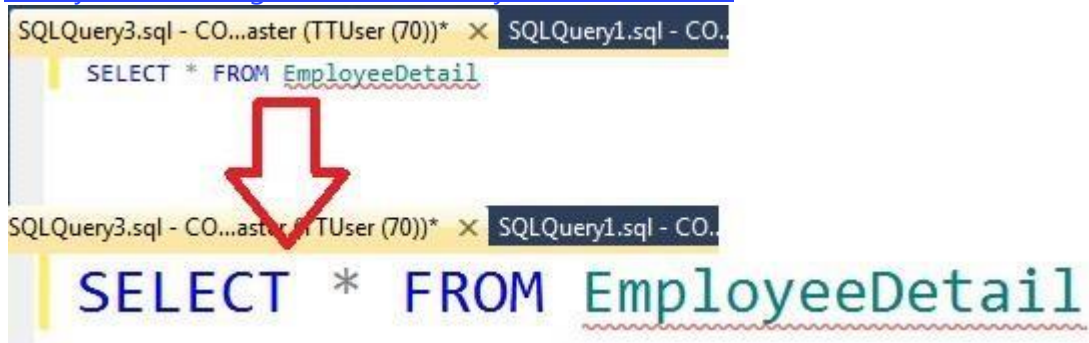 SQLQuery3.sql - CO...aster (TTUser (70))* × SQLQuery1.sql - CO..
SELECT * FROM EmployeeDetail
SQLQuery3.sql - CO...aster (TTUser (70))* × SQLQuery1.sql - CO..
SELECT * FROM EmployeeDetail